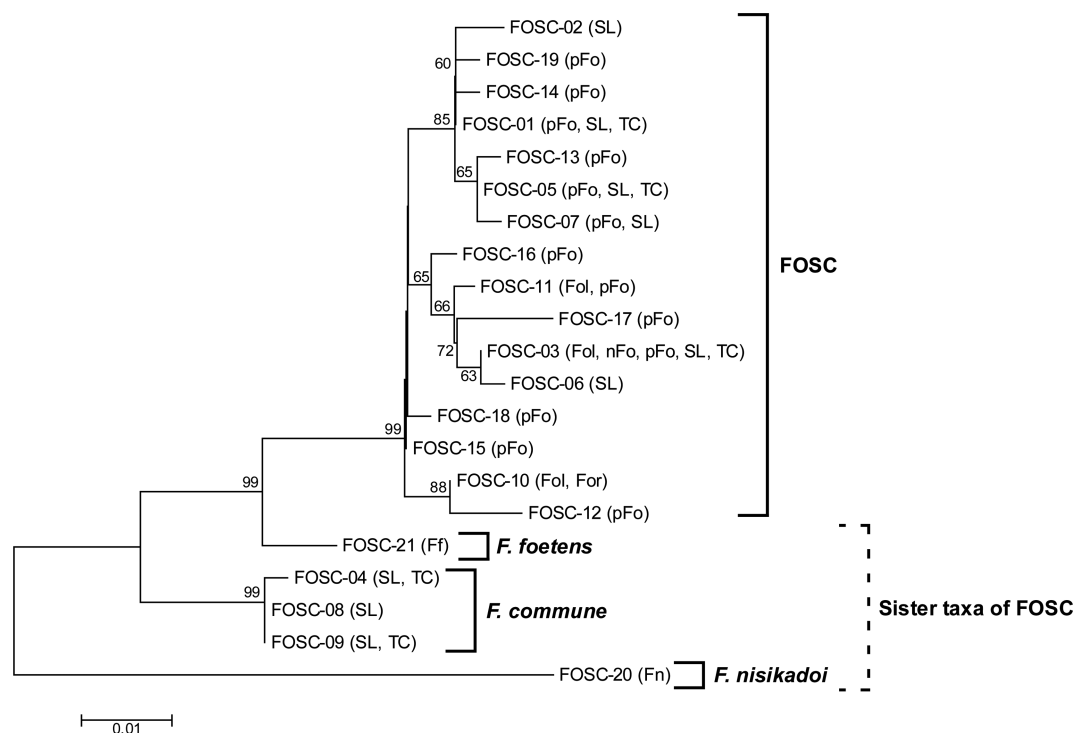 FOSC-02 (SL)
60
FOSC-19 (pFo)
FOSC-14 (pFo)
85
FOSC-01 (pFo, SL, TC)
FOSC-13 (pFo)
65
FOSC-05 (pFo, SL, TC)
FOSC-07 (pFo, SL)
FOSC-16 (pFo)
FOSC
65
FOSC-11 (Fol, pFo)
66
FOSC-17 (pFo)
72
FOSC-03 (Fol, nFo, pFo, SL, TC)
63
FOSC-06 (SL)
FOSC-18 (pFo)
99
FOSC-15 (pFo)
FOSC-10 (Fol, For)
88
FOSC-12 (pFo)
99
FOSC-21 (Ff)
F. foetens
FOSC-04 (SL, TC)
99
FOSC-08 (SL)
F. commune
Sister taxa of FOSC
FOSC-09 (SL, TC)
FOSC-20 (Fn)
F. nisikadoi
0.01